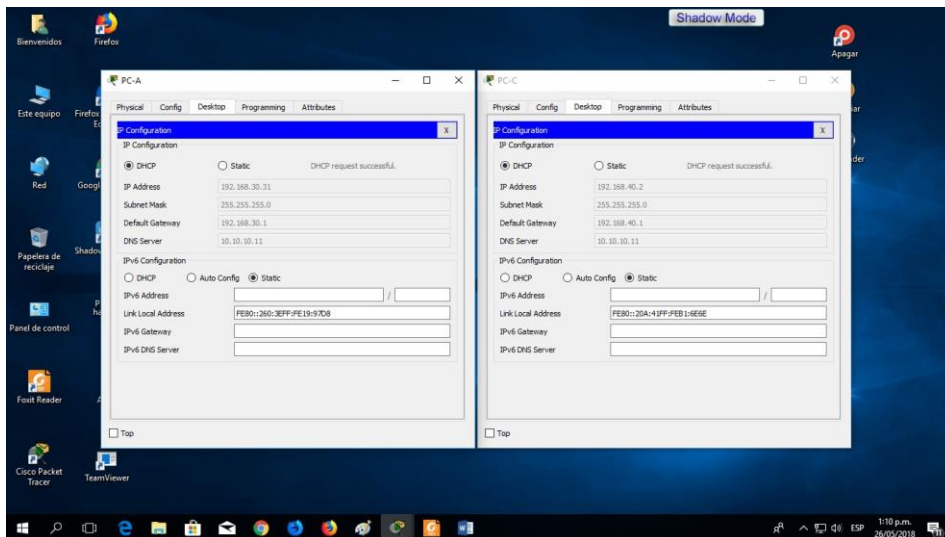 Shadow Mode
Bienvenidos
Firefox
Apagar
Este equipo
Firefox
Red
Googl
Papelera de
reciclaje
Shadov
Panel de control
Foxit Reader
Cisco Packet
Tracer
TeamViewer
PC-A
Physical Config Desktop Programming Attributes
IP Configuration X
IP Configuration
DHCP Static DHCP request successful.
IP Address 192.168.30.31
Subnet Mask 255.255.255.0
Default Gateway 192.168.30.1
DNS Server 10.10.10.11
IPv6 Configuration
DHCP Auto Config Static
IPv6 Address /
Link Local Address FE80::260:3EFF:FE19:97D8
IPv6 Gateway
IPv6 DNS Server
Top
PC-C
Physical Config Desktop Programming Attributes
IP Configuration X
IP Configuration
DHCP Static DHCP request successful.
IP Address 192.168.40.2
Subnet Mask 255.255.255.0
Default Gateway 192.168.40.1
DNS Server 10.10.10.11
IPv6 Configuration
DHCP Auto Config Static
IPv6 Address /
Link Local Address FE80::20A:41FF:FEB1:6E6E
IPv6 Gateway
IPv6 DNS Server
Top
ESP
1:10 p.m.
26/05/2018